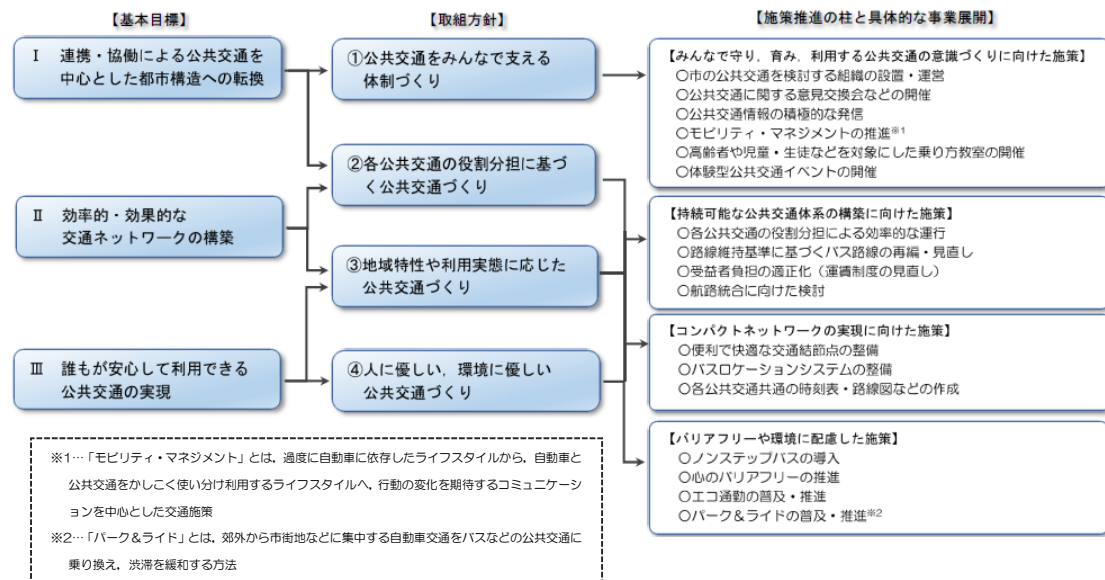 【基本目標】
Ⅰ 連携・協働による公共交通を
中心とした都市構造への転換
Ⅱ 効率的・効果的な
交通ネットワークの構築
Ⅲ 誰もが安心して利用できる
公共交通の実現
【取組方針】
①公共交通をみんなで支える
体制づくり
②各公共交通の役割分担に基づ
く公共交通づくり
③地域特性や利用実態に応じた
公共交通づくり
④人に優しい，環境に優しい
公共交通づくり
【施策推進の柱と具体的な事業展開】
【みんなで守り，育み，利用する公共交通の意識づくりに向けた施策】
〇市の公共交通を検討する組織の設置・運営
〇公共交通に関する意見交換会などの開催
〇公共交通情報の積極的な発信
〇モビリティ・マネジメントの推進※1
〇高齢者や児童・生徒などを対象にした乗り方教室の開催
〇体験型公共交通イベントの開催
【持続可能な公共交通体系の構築に向けた施策】
〇各公共交通の役割分担による効率的な運行
〇路線維持基準に基づくバス路線の再編・見直し
〇受益者負担の適正化（運賃制度の見直し）
〇航路統合に向けた検討
【コンパクトネットワークの実現に向けた施策】
〇便利で快適な交通結節点の整備
〇バスロケーションシステムの整備
〇各公共交通共通の時刻表・路線図などの作成
【バリアフリーや環境に配慮した施策】
〇ノンステップバスの導入
〇心のバリアフリーの推進
〇エコ通勤の普及・推進
〇パーク＆ライドの普及・推進※2
※1…「モビリティ・マネジメント」とは，過度に自動車に依存したライフスタイルから，自動車と
公共交通をかしこく使い分け利用するライフスタイルへ，行動の変化を期待するコミュニケー
ションを中心とした交通施策
※2…「パーク＆ライド」とは，郊外から市街地などに集中する自動車交通をバスなどの公共交通に
乗り換え，渋滞を緩和する方法